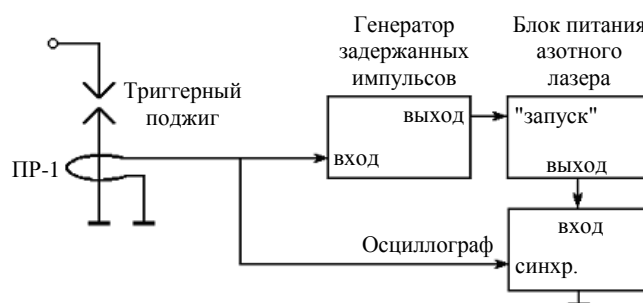 Генератор
задержанных
импульсов
Блок питания
азотного
лазера
Триггерный
поджиг
выход
"запуск"
вход
выход
ПР-1
вход
Осциллограф
синхр.